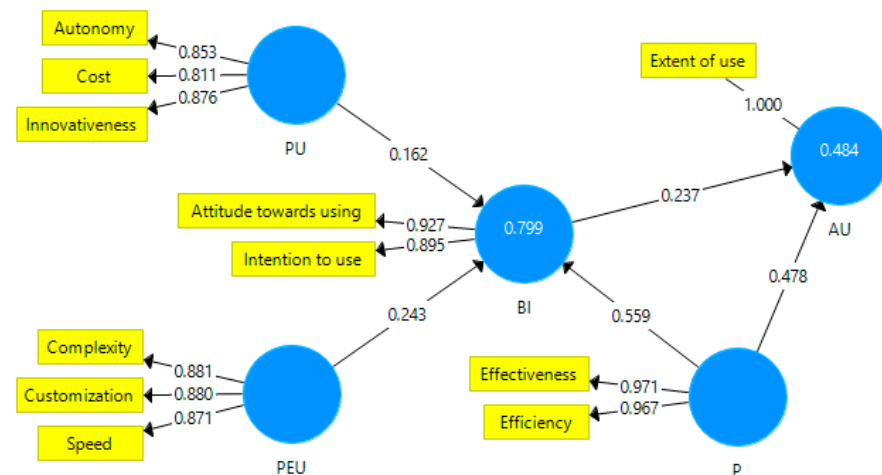 Autonomy
0.853
Cost
0.811
Innovativeness
0.876
PU
0.162
Extent of use
1.000
0.484
AU
Attitude towards using
0.927
Intention to use
0.895
0.799
BI
0.237
0.243
0.559
0.478
Complexity
0.881
Customization
0.880
Speed
0.871
PEU
Effectiveness
0.971
Efficiency
0.967
P